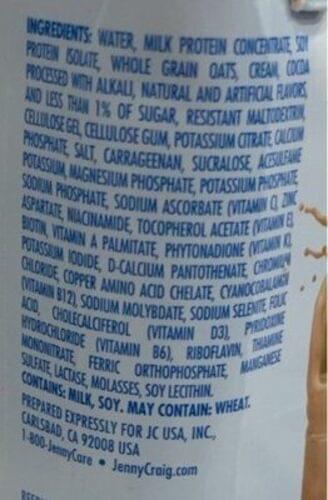 INGREDIENTS: WATER, MILK PROTEIN CONCENTRATE, SOY
PROTEIN ISOLATE, WHOLE GRAIN OATS, CREAM, COCOA
PROCESSED WITH ALKALI, NATURAL AND ARTIFICIAL FLAVORS,
AND LESS THAN 1% OF SUGAR, RESISTANT MALTODEXTRIN,
CELLULOSE GEL, CELLULOSE GUM, POTASSIUM CITRATE, CALCIUM
PHOSPHATE, SALT, CARRAGEENAN, SUCRALOSE, ACESULFAME
POTASSIUM, MAGNESIUM PHOSPHATE, POTASSIUM PHOSPHATE,
SODIUM PHOSPHATE, SODIUM ASCORBATE (VITAMIN C), ZINC
ASPARTATE, NIACINAMIDE, TOCOPHEROL ACETATE (VITAMIN E),
BIOTIN, VITAMIN A PALMITATE, PHYTONADIONE (VITAMIN K),
POTASSIUM IODIDE, D-CALCIUM PANTOTHENATE, CHROMIUM
CHLORIDE, COPPER AMINO ACID CHELATE, CYANOCOBALAMIN
(VITAMIN B12), SODIUM MOLYBDATE, SODIUM SELENITE, FOLIC
ACID, CHOLECALCIFEROL (VITAMIN D3), PYRIDOXINE
HYDROCHLORIDE (VITAMIN B6), RIBOFLAVIN, THIAMINE
MONONITRATE, FERRIC ORTHOPHOSPHATE, MANGANESE
SULFATE, LACTASE, MOLASSES, SOY LECITHIN.
CONTAINS: MILK, SOY. MAY CONTAIN: WHEAT.
PREPARED EXPRESSLY FOR JC USA, INC.,
CARLSBAD, CA 92008 USA
1-800-JennyCare • JennyCraig.com